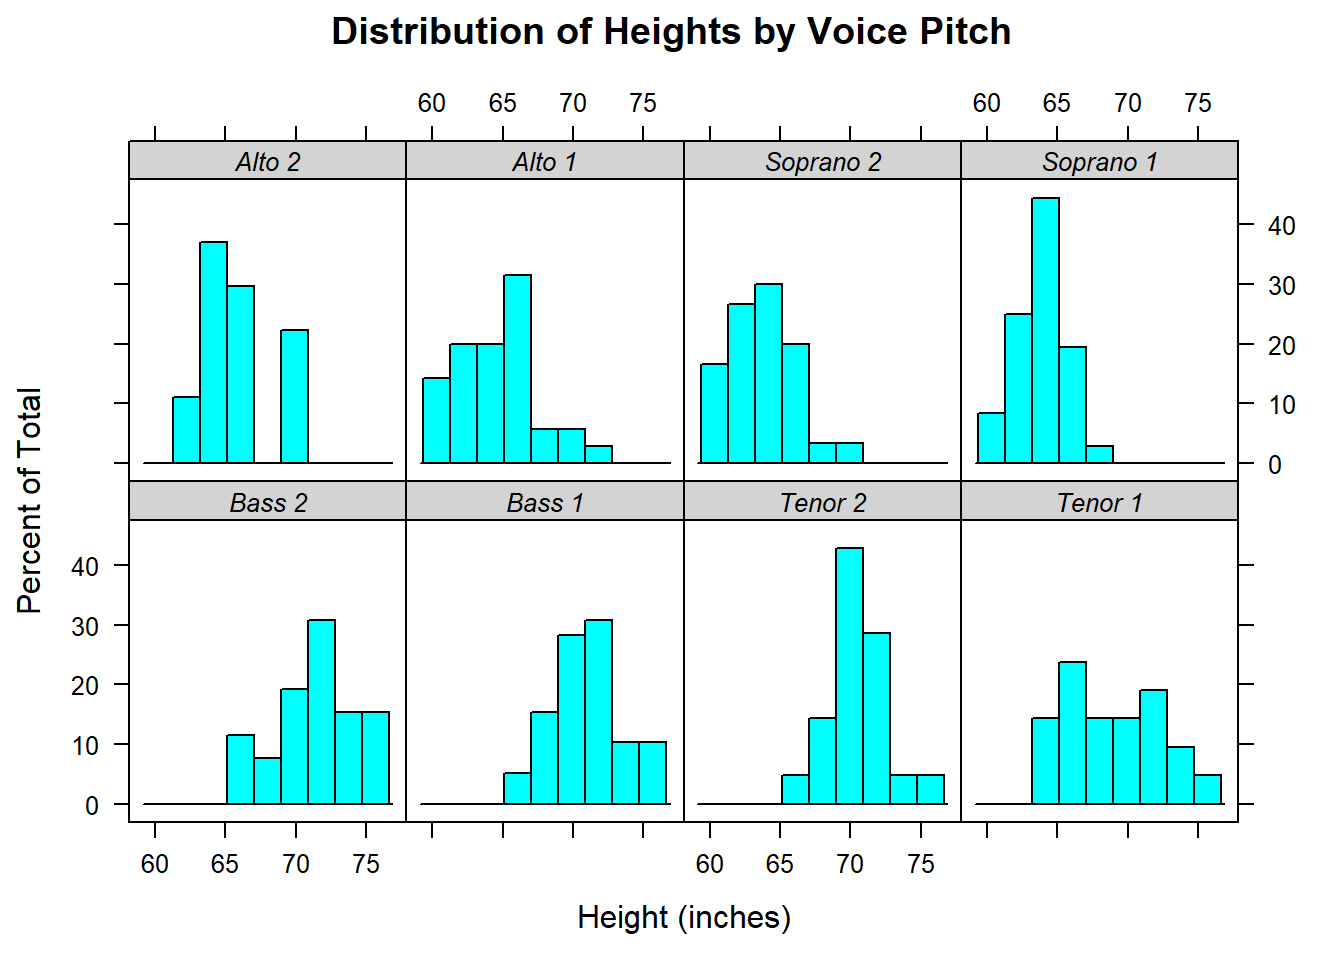 Distribution of Heights by Voice Pitch
60 65 70 75 60 65 70 75
Alto 2 Alto 1 Soprano 2 Soprano 1
40
30
20
10
0
Percent of Total
Bass 2 Bass 1 Tenor 2 Tenor 1
40
30
20
10
0
60 65 70 75 60 65 70 75
Height (inches)